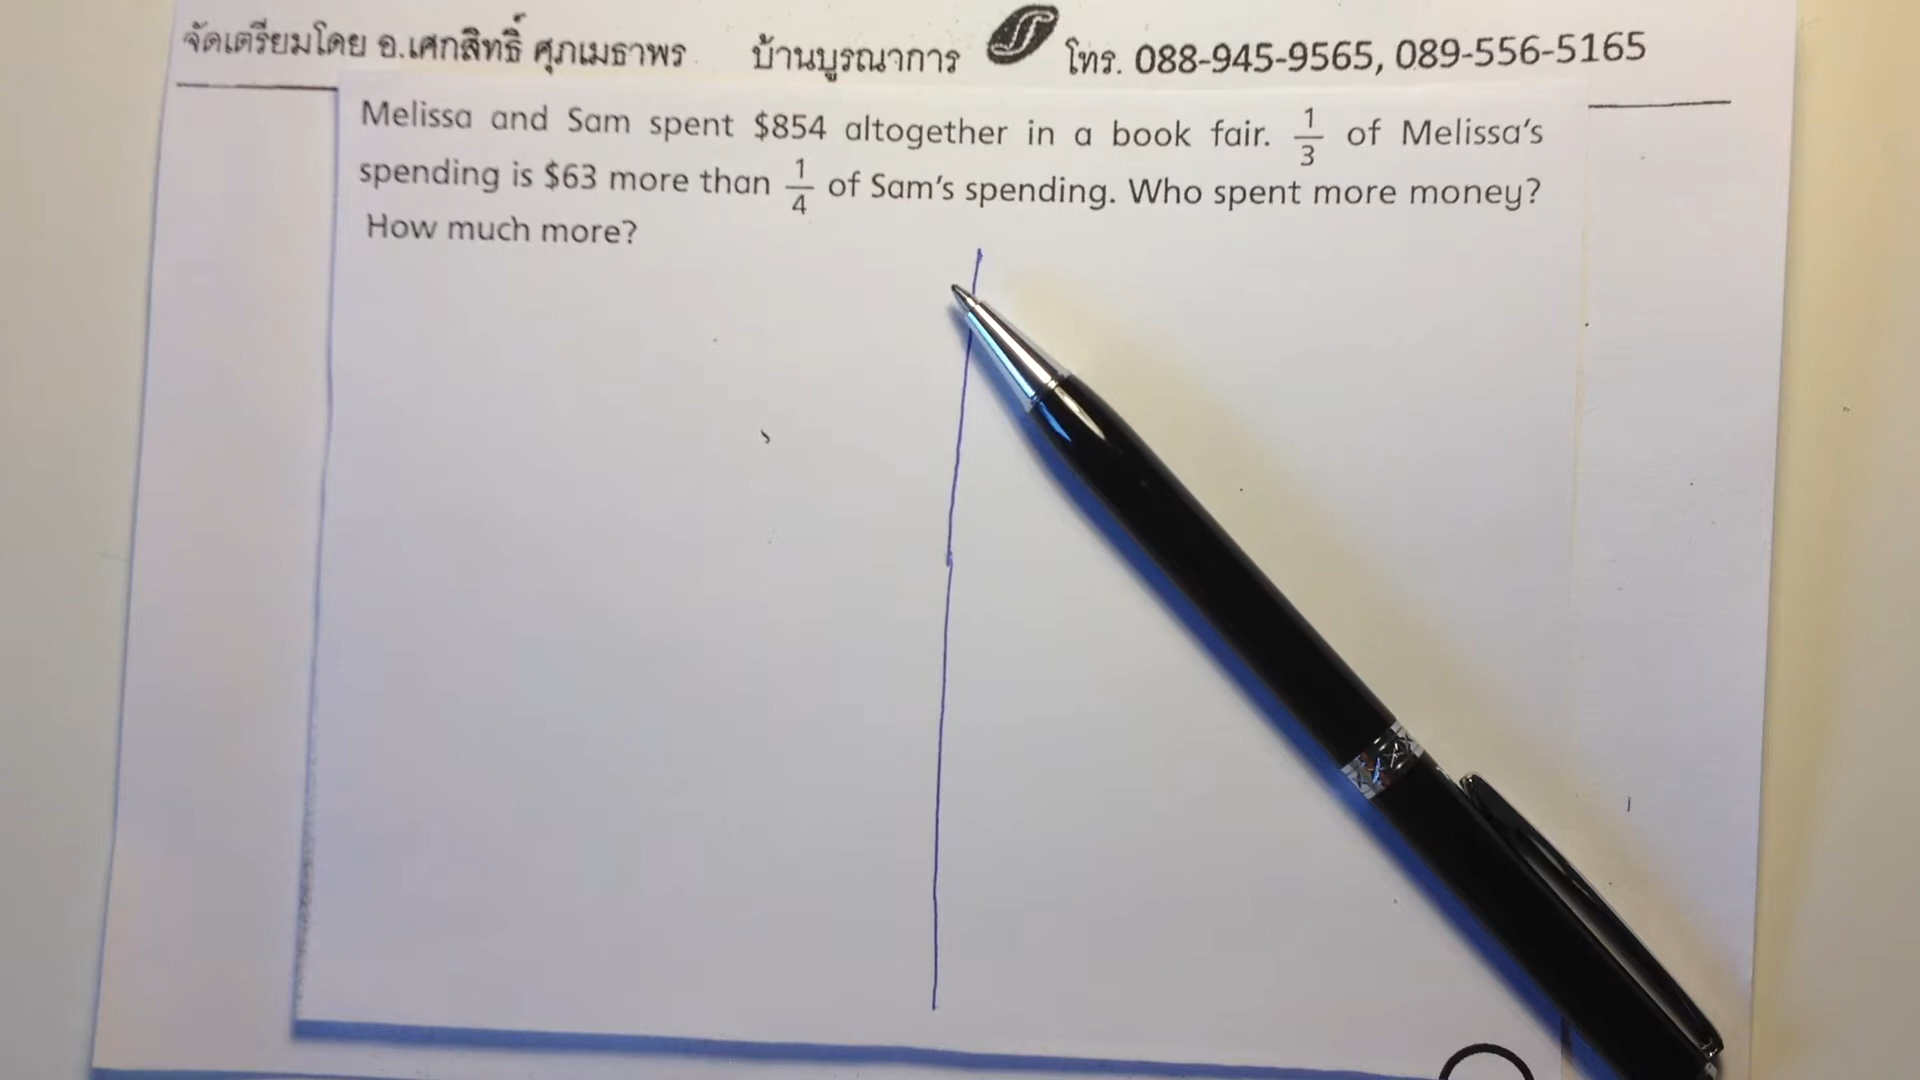 จัดเตรียมโดย อ.เศกสิทธิ์ ศุภเมธาพร บ้านบูรณาการ โทร. 088-945-9565, 089-556-5165
Melissa and Sam spent $854 altogether in a book fair. 1/3 of Melissa's
spending is $63 more than 1/4 of Sam's spending. Who spent more money?
How much more?